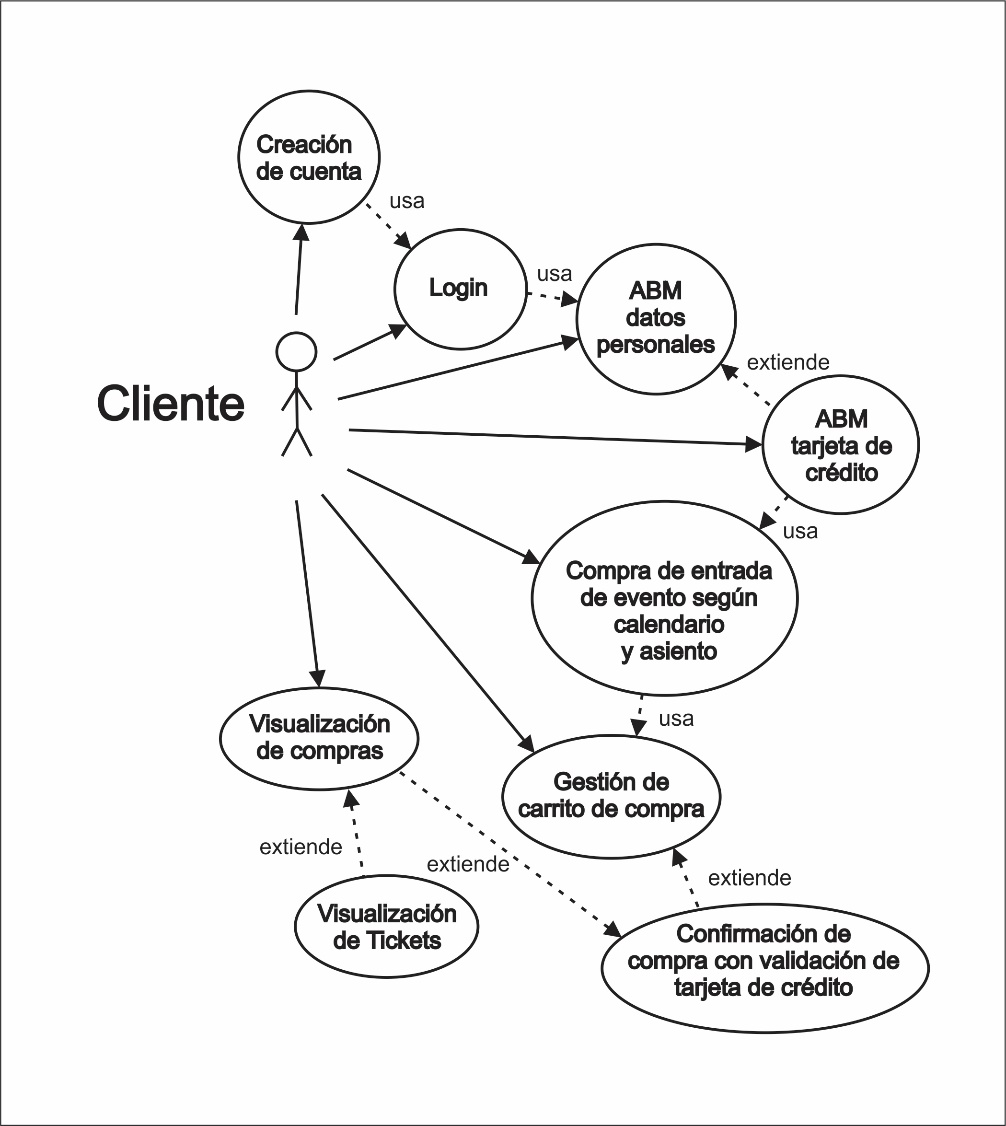 Creación
de cuenta
usa
Login
usa
ABM
datos
personales
extiende
Cliente
ABM
tarjeta de
crédito
usa
Compra de entrada
de evento según
calendario
y asiento
usa
Visualización
de compras
Gestión de
carrito de compra
extiende
extiende
extiende
Visualización
de Tickets
Confirmación de
compra con validación de
tarjeta de crédito